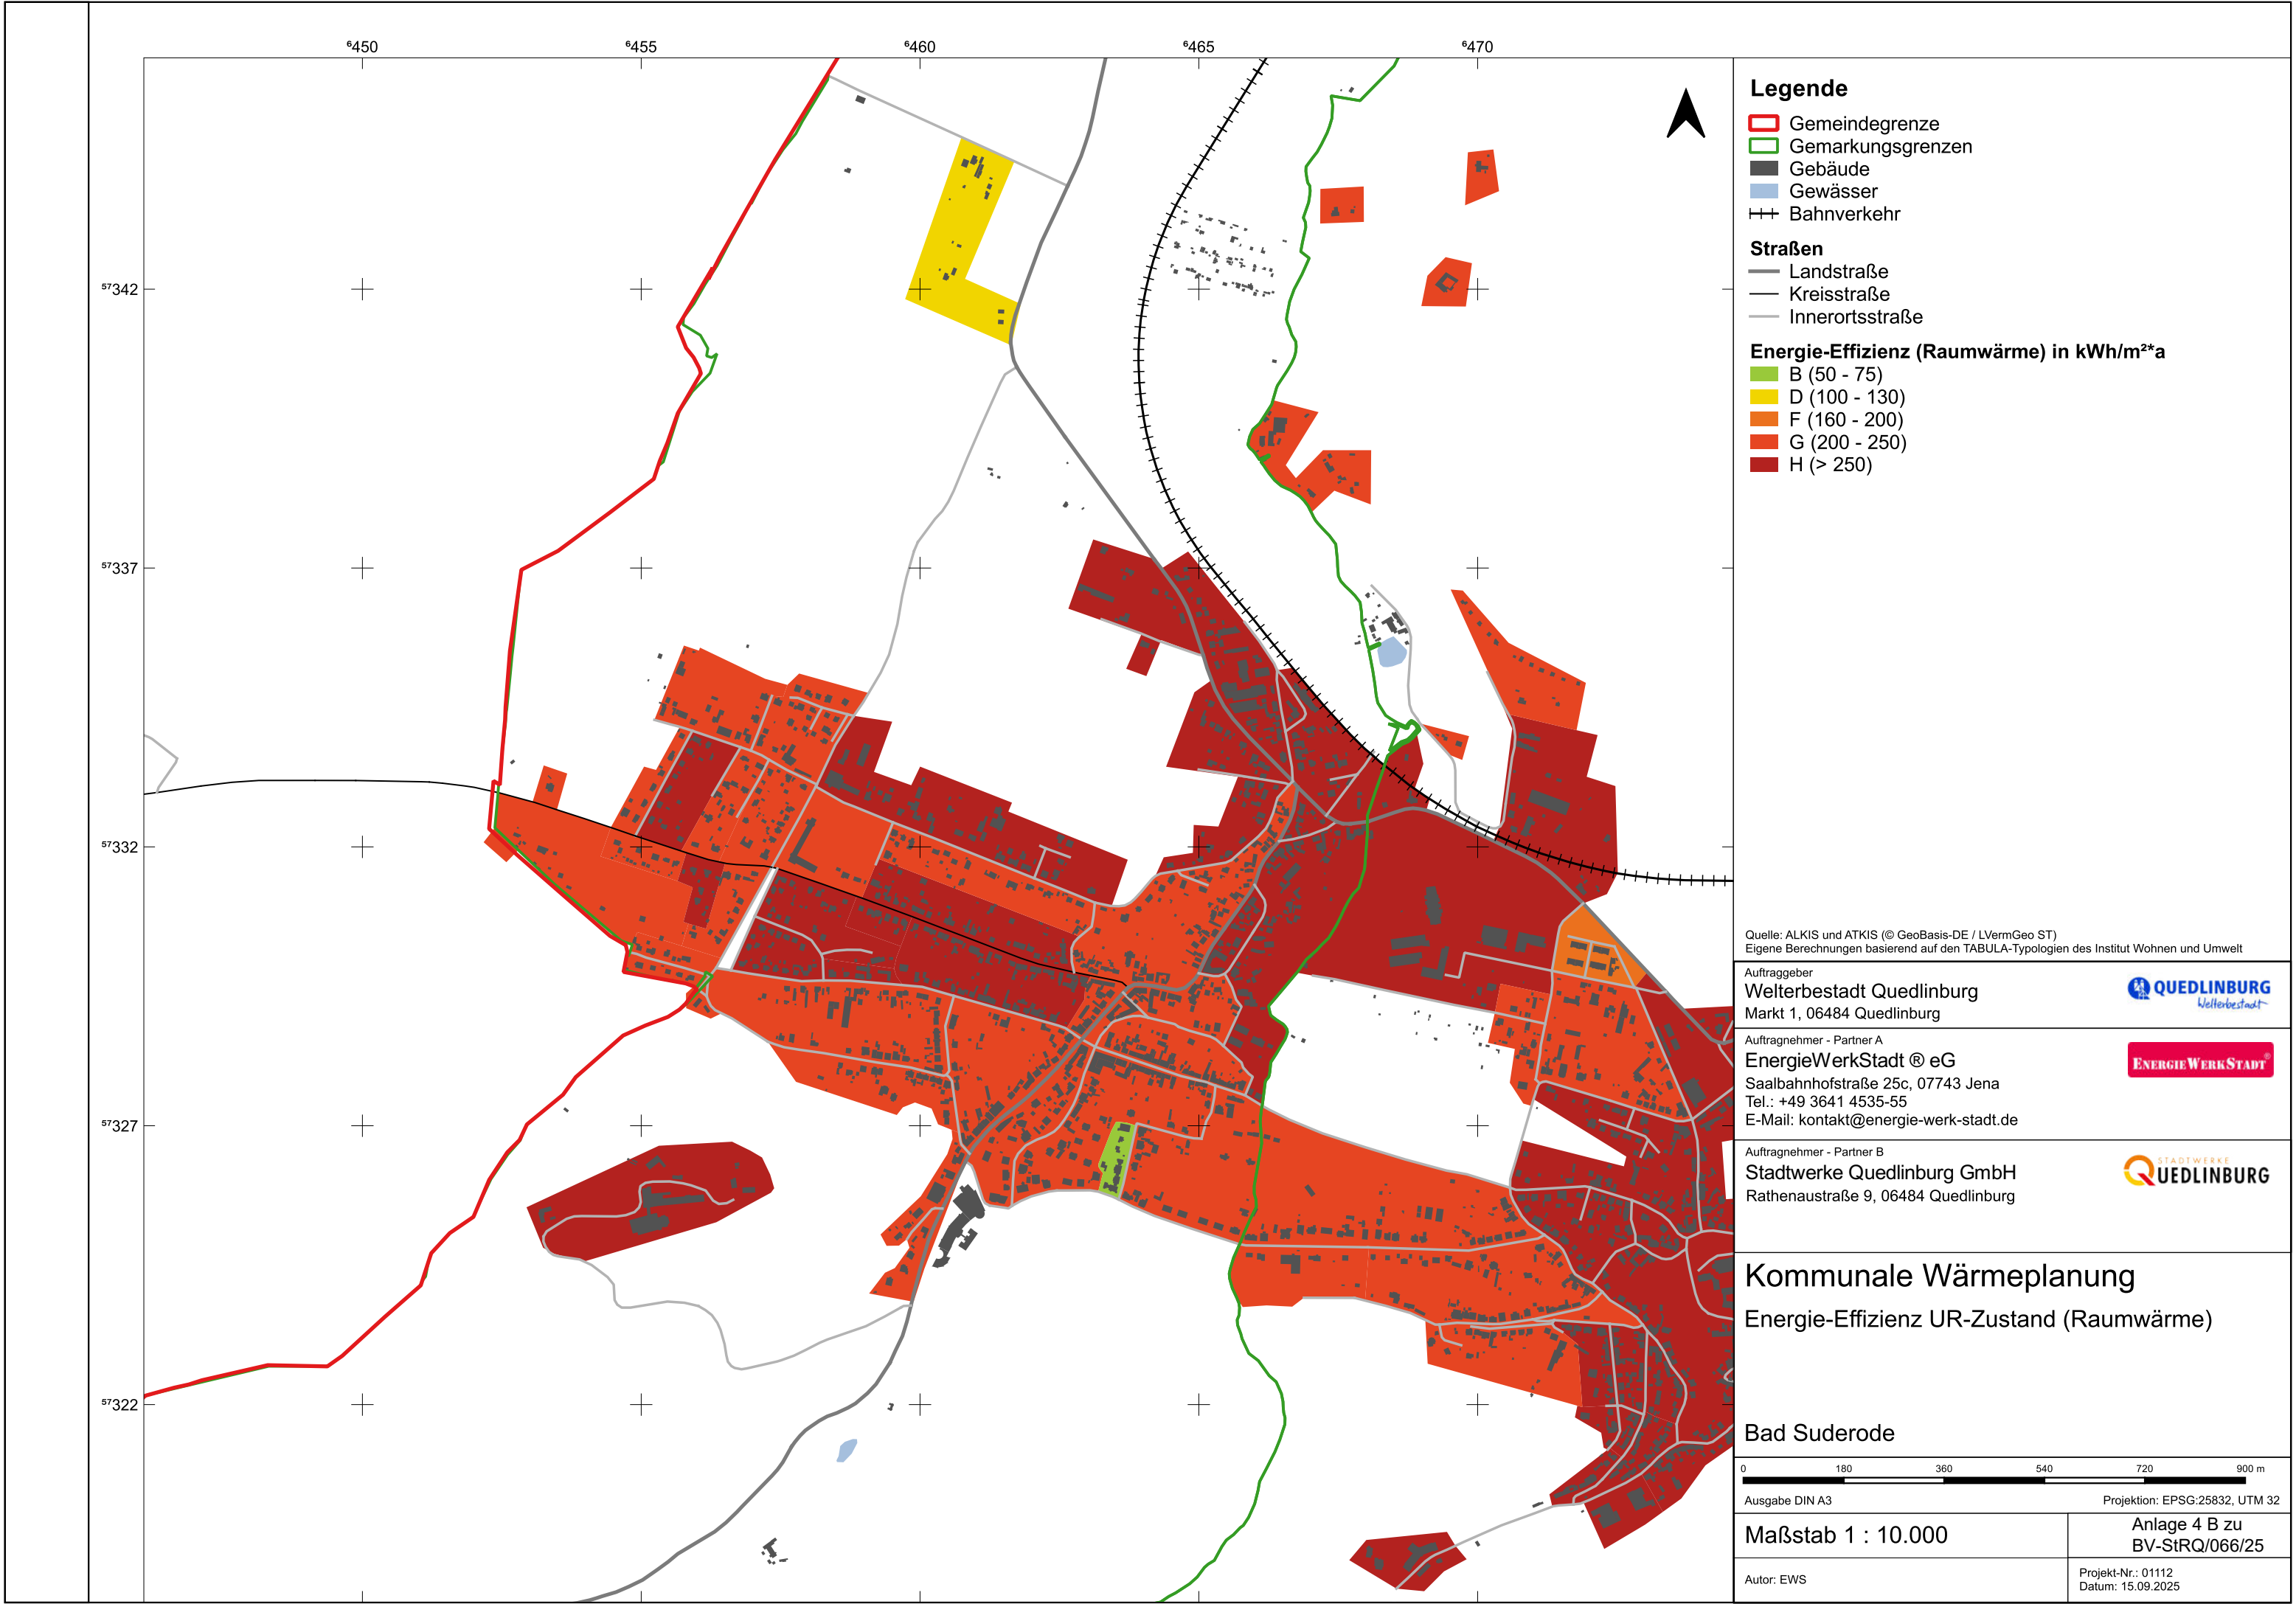 ⁶450
⁶455
⁶460
⁶465
⁶470
⁵⁷342
⁵⁷337
⁵⁷332
⁵⁷327
⁵⁷322
Legende
Gemeindegrenze
Gemarkungsgrenzen
Gebäude
Gewässer
Bahnverkehr
Straßen
Landstraße
Kreisstraße
Innerortsstraße
Energie-Effizienz (Raumwärme) in kWh/m²*a
B (50 - 75)
D (100 - 130)
F (160 - 200)
G (200 - 250)
H (> 250)
Quelle: ALKIS und ATKIS (© GeoBasis-DE / LVermGeo ST)
Eigene Berechnungen basierend auf den TABULA-Typologien des Institut Wohnen und Umwelt
Auftraggeber
Welterbestadt Quedlinburg
Markt 1, 06484 Quedlinburg
QUEDLINBURG
Welterbestadt
Auftragnehmer - Partner A
EnergieWerkStadt ® eG
Saalbahnhofstraße 25c, 07743 Jena
Tel.: +49 3641 4535-55
E-Mail: kontakt@energie-werk-stadt.de
ENERGIEWERKSTADT®
Auftragnehmer - Partner B
Stadtwerke Quedlinburg GmbH
Rathenaustraße 9, 06484 Quedlinburg
STADTWERKE
QUEDLINBURG
Kommunale Wärmeplanung
Energie-Effizienz UR-Zustand (Raumwärme)
Bad Suderode
0 180 360 540 720 900 m
Ausgabe DIN A3 Projektion: EPSG:25832, UTM 32
Maßstab 1 : 10.000
Anlage 4 B zu
BV-StRQ/066/25
Autor: EWS
Projekt-Nr.: 01112
Datum: 15.09.2025